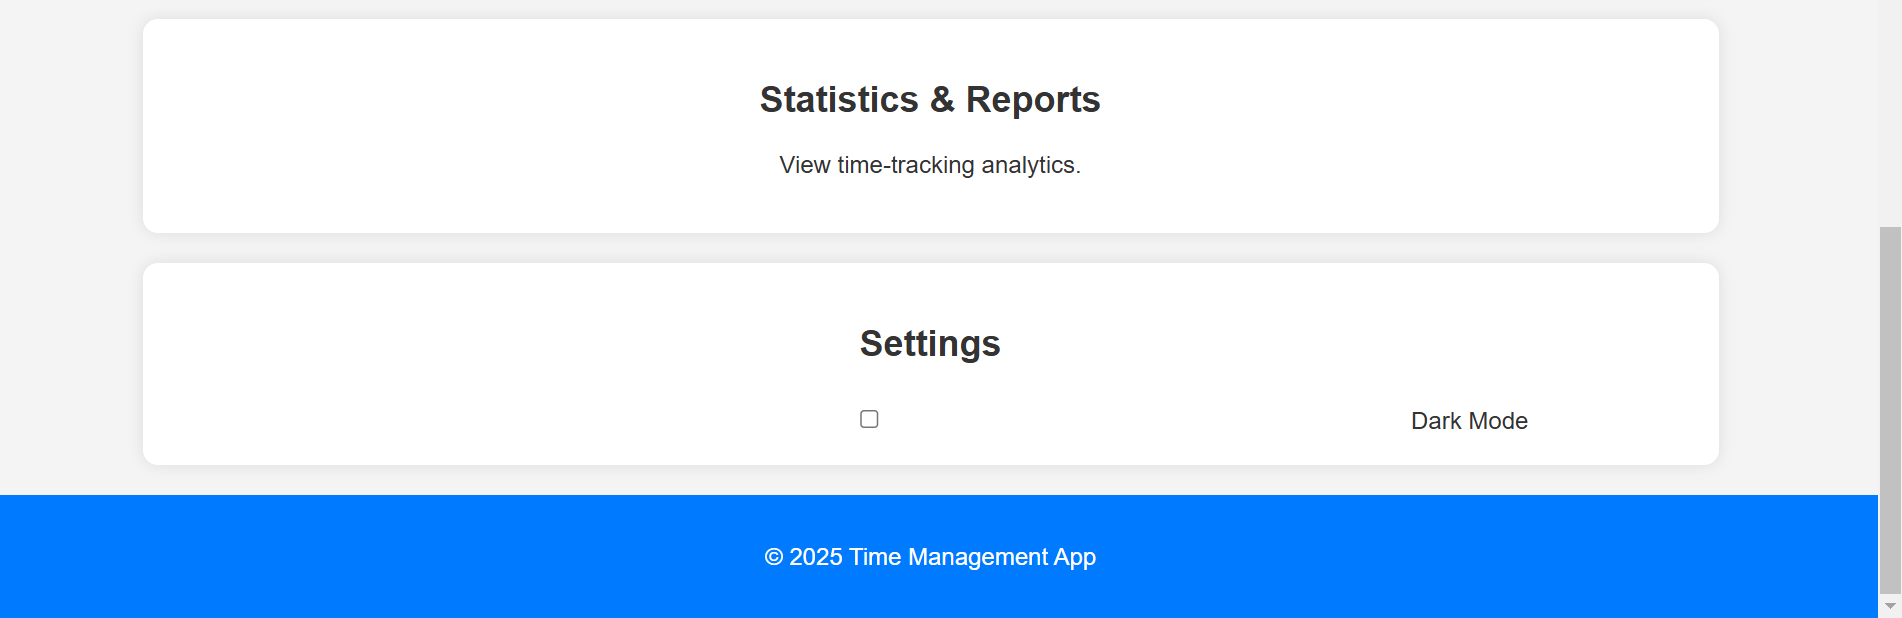 Statistics & Reports
View time-tracking analytics.
Settings
Dark Mode
© 2025 Time Management App